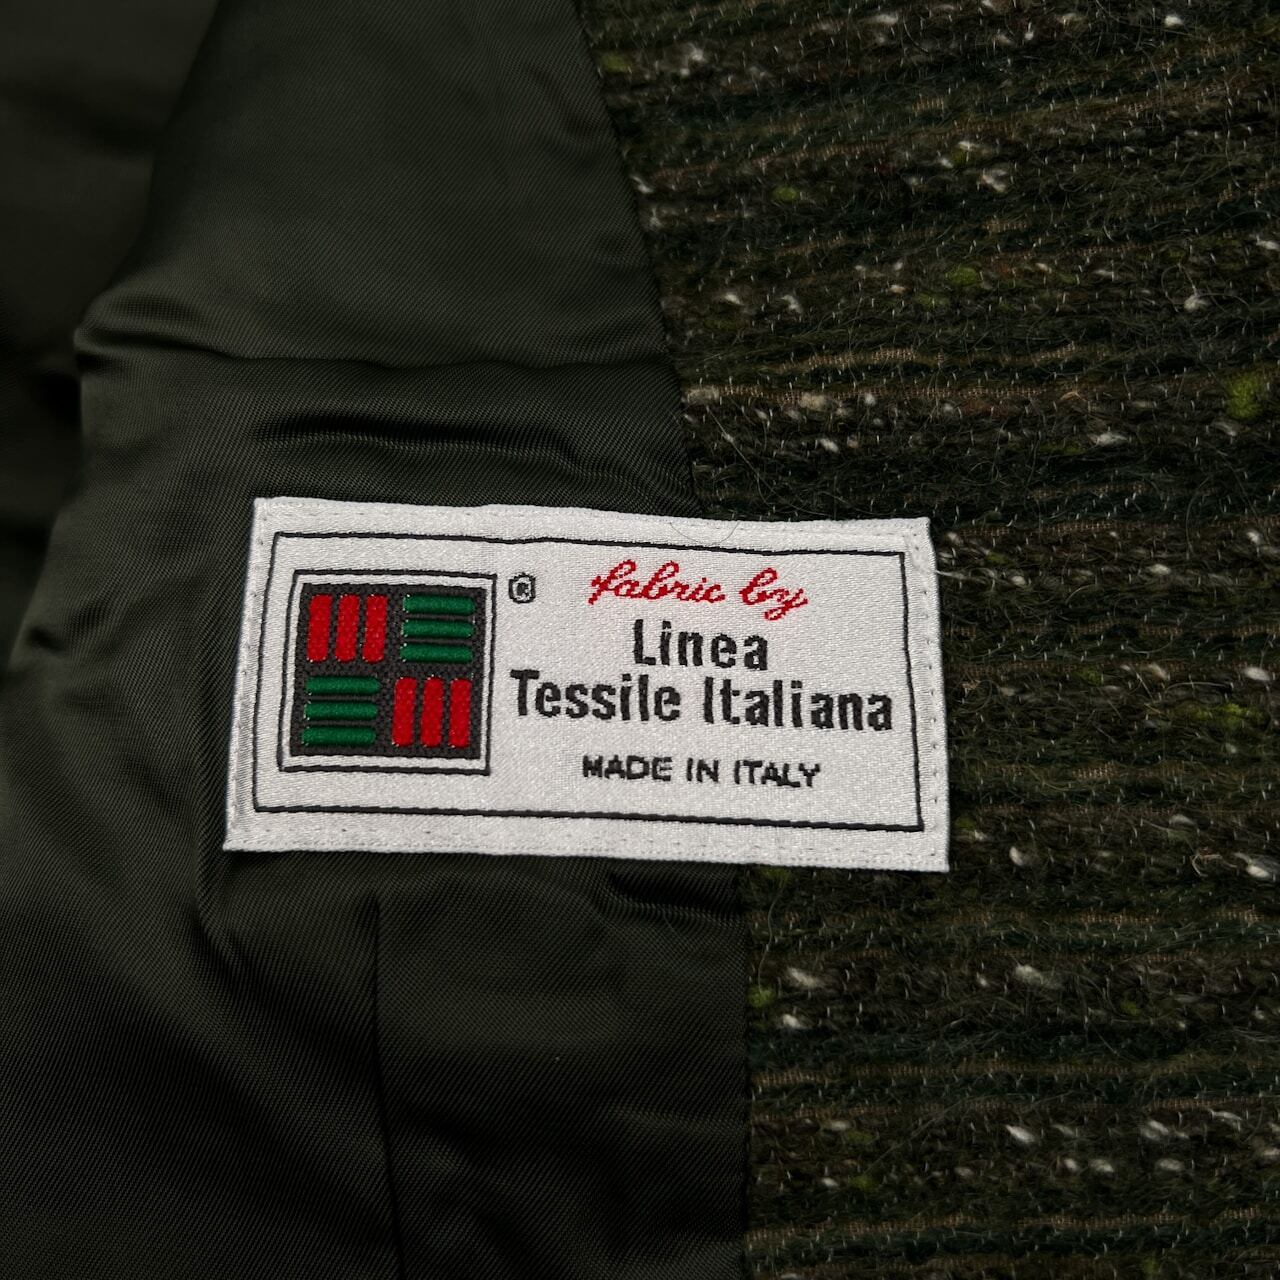 ®
fabric by
Linea
Tessile Italiana
MADE IN ITALY